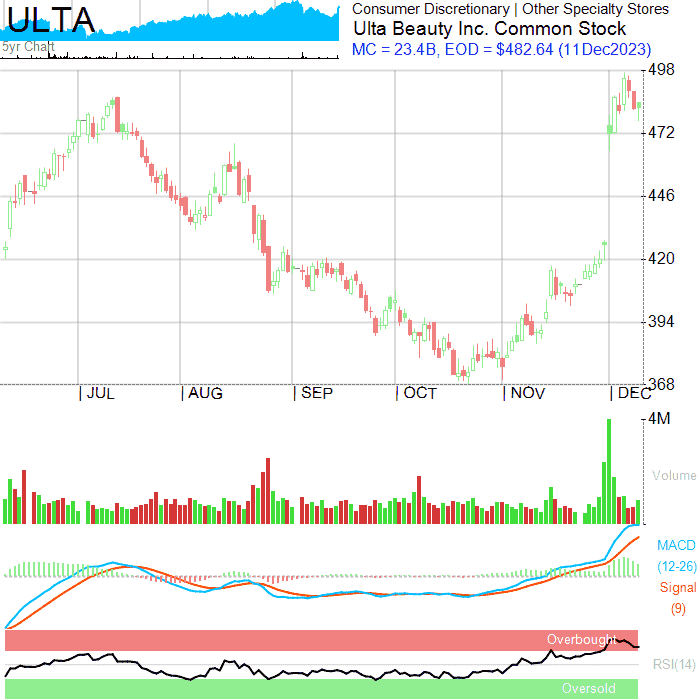 ULTA
5yr Chart
Consumer Discretionary | Other Specialty Stores
Ulta Beauty Inc. Common Stock
MC = 23.4B, EOD = $482.64 (11Dec2023)
498
472
446
420
394
368
JUL AUG SEP OCT NOV DEC
4M
Volume
MACD
(12-26)
Signal
(9)
Overbought
RSI(14)
Oversold